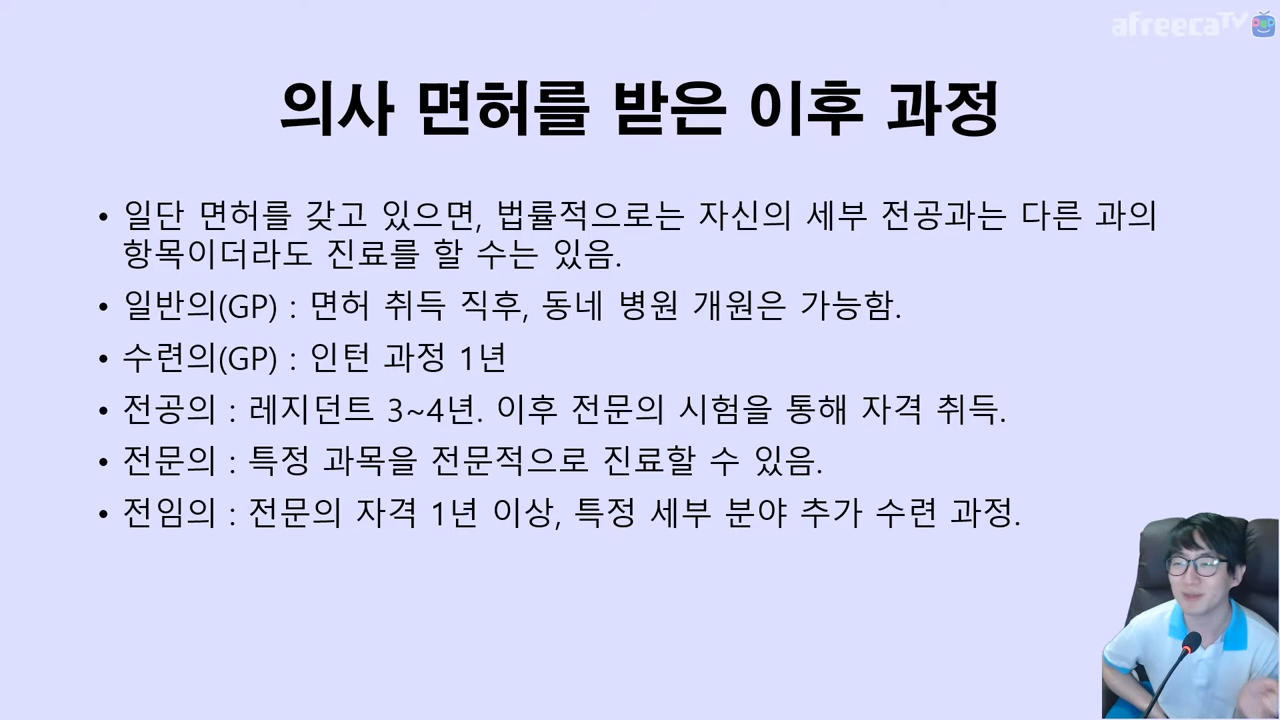 afreecaTV
의사 면허를 받은 이후 과정
• 일단 면허를 갖고 있으면, 법률적으로는 자신의 세부 전공과는 다른 과의
항목이더라도 진료를 할 수는 있음.
• 일반의(GP) : 면허 취득 직후, 동네 병원 개원은 가능함.
• 수련의(GP) : 인턴 과정 1년
• 전공의 : 레지던트 3~4년. 이후 전문의 시험을 통해 자격 취득.
• 전문의 : 특정 과목을 전문적으로 진료할 수 있음.
• 전임의 : 전문의 자격 1년 이상, 특정 세부 분야 추가 수련 과정.